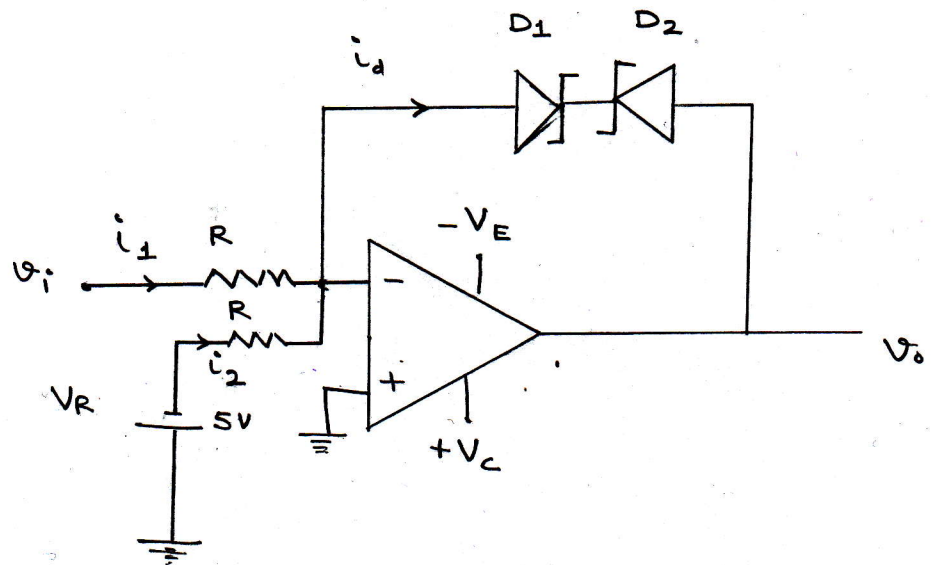 D1 D2
id
-VE
i1 R
vi
-
R
i2
VR 5V
+
vo
+VC